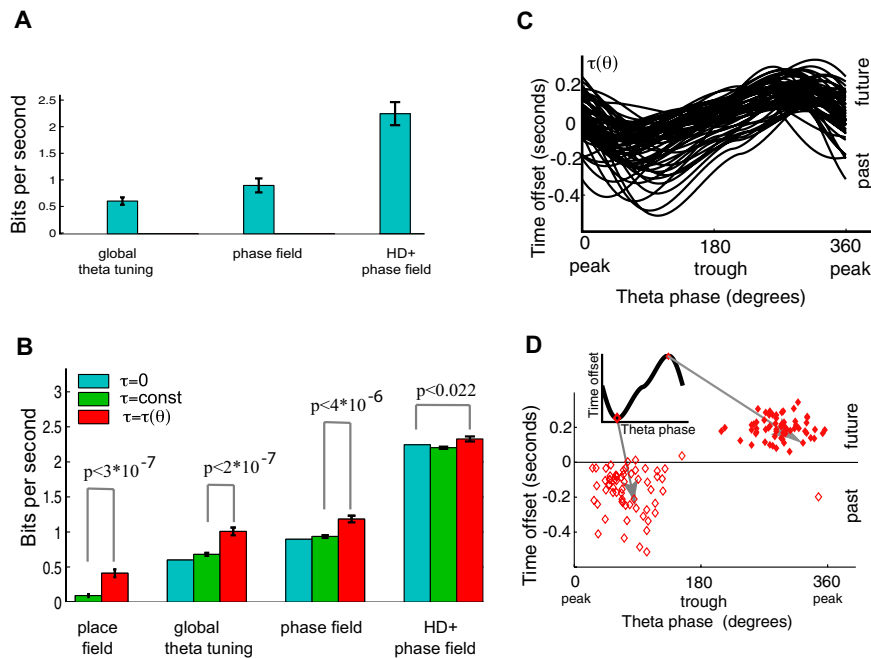 A
Bits per second
2.5
2
1.5
1
0.5
0
global
theta tuning
phase field
HD+
phase field
B
Bits per second
3
2
1.5
1
0.5
0
τ=0
τ=const
τ=τ(θ)
p<3*10⁻⁷
p<2*10⁻⁷
p<4*10⁻⁶
p<0.022
place
field
global
theta tuning
phase field
HD+
phase field
C
τ(θ)
Time offset (seconds)
0.2
0
-0.2
-0.4
future
past
0
180
360
peak
trough
peak
Theta phase (degrees)
D
Time offset
Theta phase
Time offset (seconds)
0.2
0
-0.2
-0.4
future
past
0
180
360
peak
trough
peak
Theta phase (degrees)